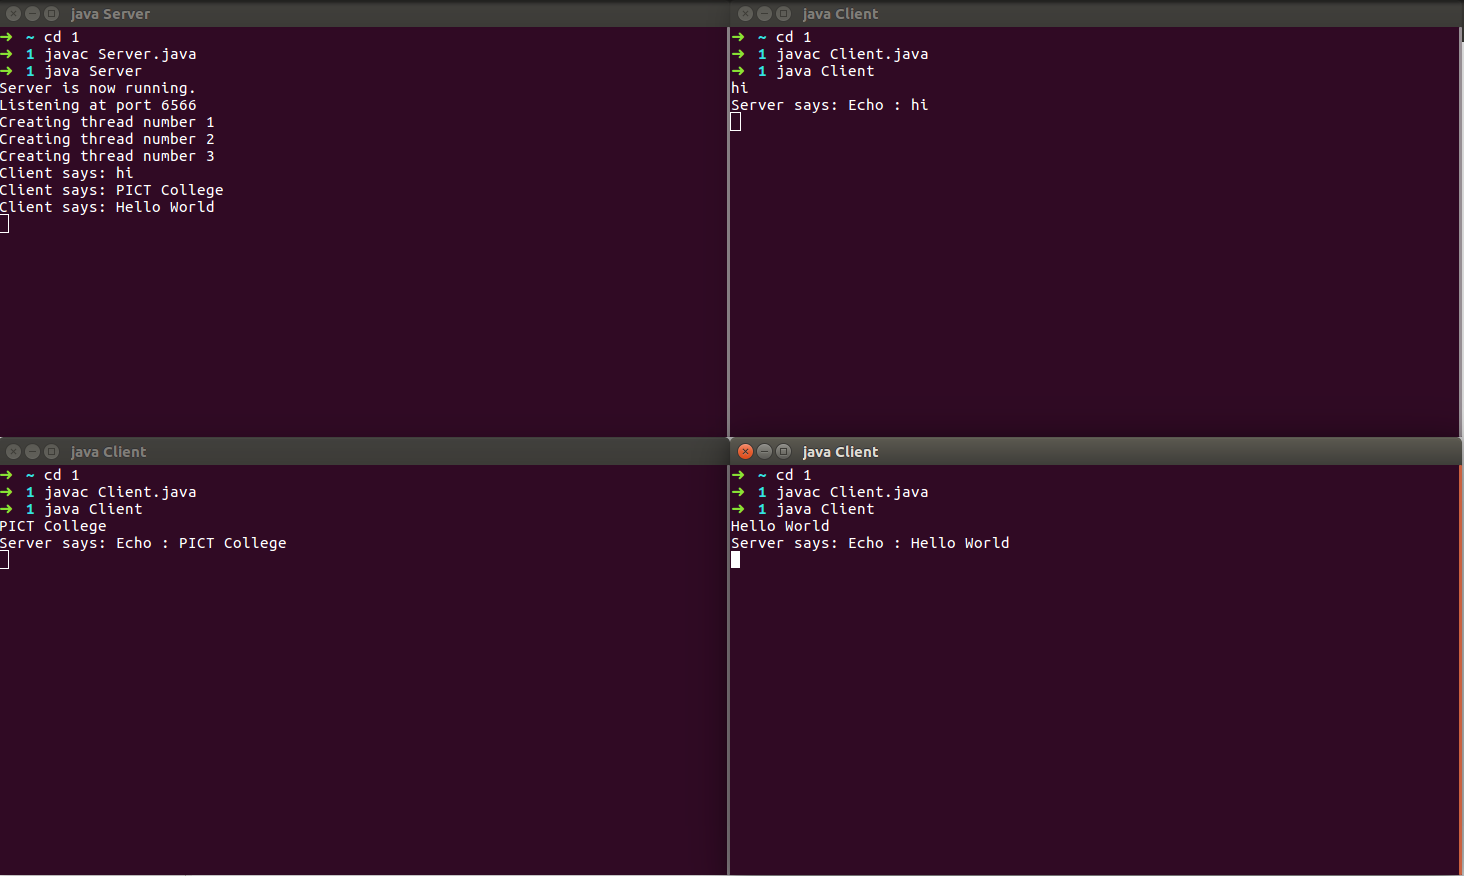 java Server
➜ ~ cd 1
➜ 1 javac Server.java
➜ 1 java Server
Server is now running.
Listening at port 6566
Creating thread number 1
Creating thread number 2
Creating thread number 3
Client says: hi
Client says: PICT College
Client says: Hello World
java Client
➜ ~ cd 1
➜ 1 javac Client.java
➜ 1 java Client
hi
Server says: Echo : hi
java Client
➜ ~ cd 1
➜ 1 javac Client.java
➜ 1 java Client
PICT College
Server says: Echo : PICT College
java Client
➜ ~ cd 1
➜ 1 javac Client.java
➜ 1 java Client
Hello World
Server says: Echo : Hello World